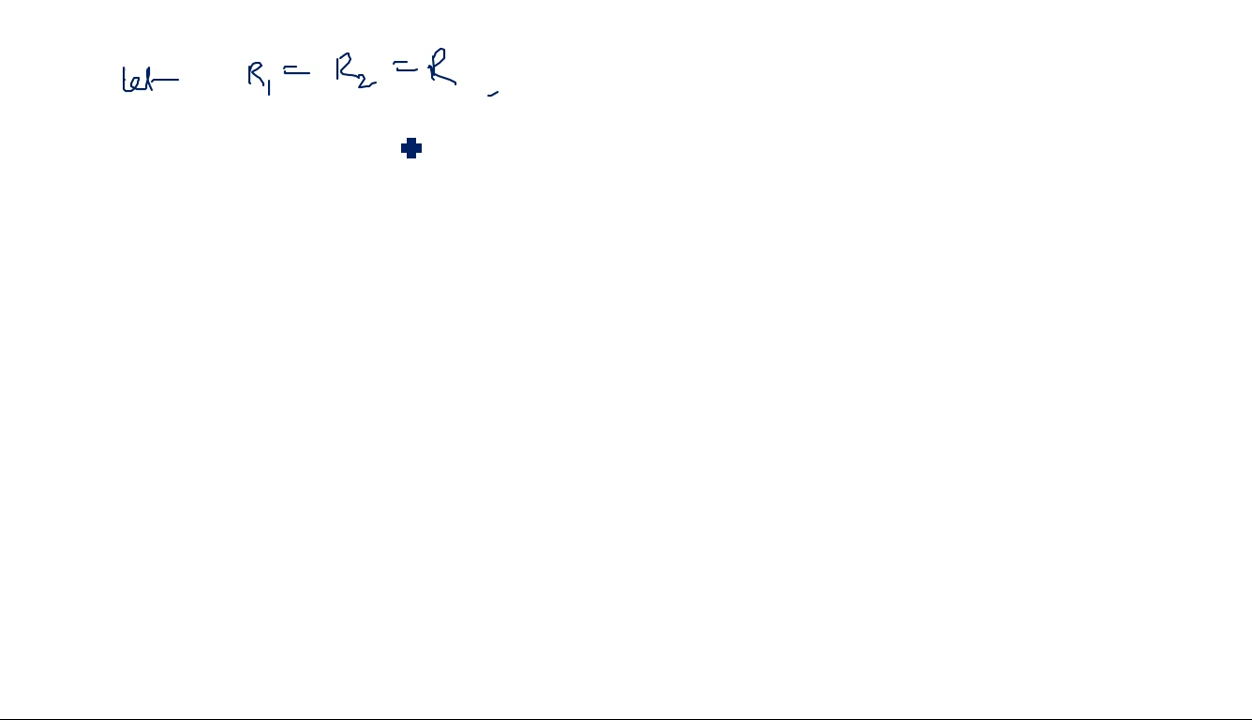 let R₁ = R₂ = R ,